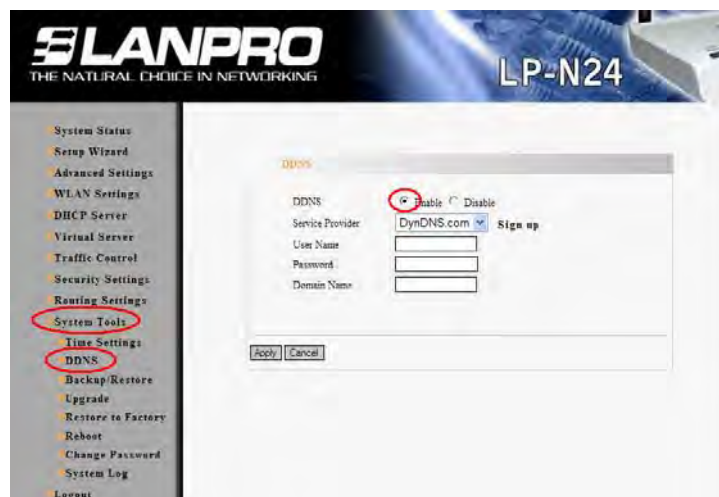 LANPRO
THE NATURAL CHOICE IN NETWORKING
LP-N24
System Status
Setup Wizard
Advanced Settings
WLAN Settings
DHCP Server
Virtual Server
Traffic Control
Security Settings
Routing Settings
System Tools
Time Settings
DDNS
Backup/Restore
Upgrade
Restore to Factory
Reboot
Change Password
System Log
Logout
DDNS
DDNS Enable Disable
Service Provider DynDNS.com Sign up
User Name
Password
Domain Name
Apply Cancel